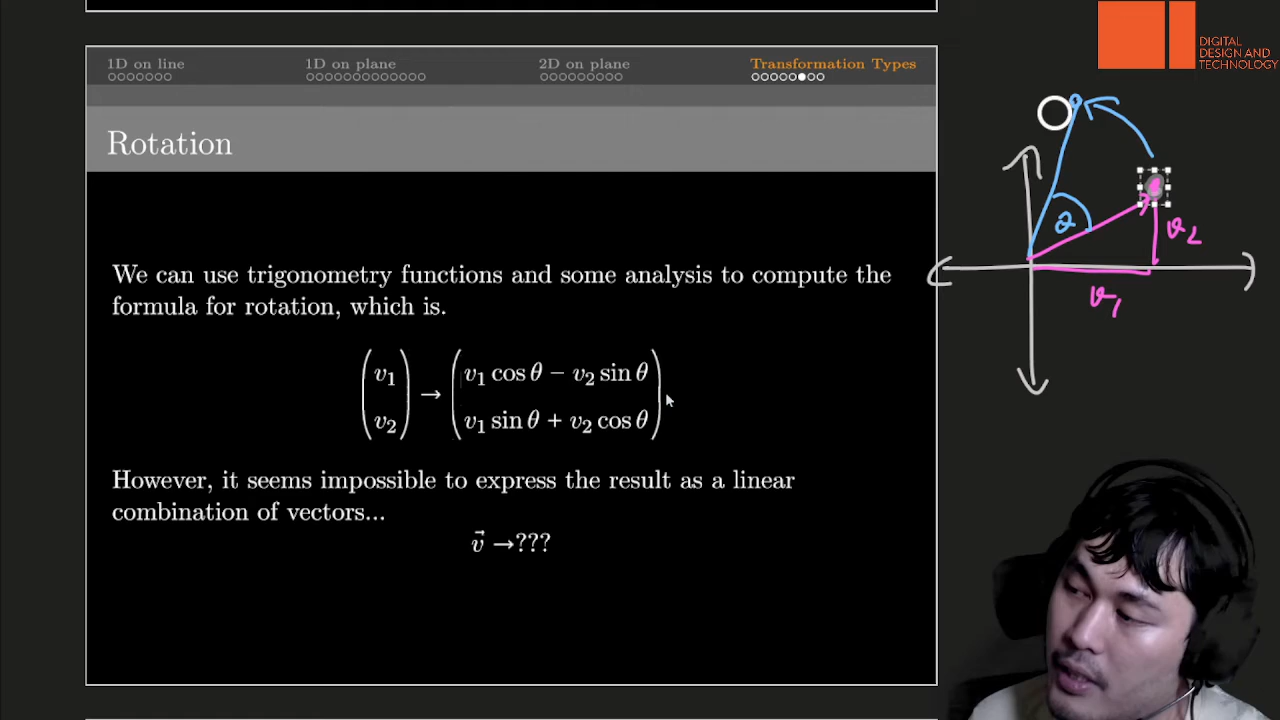 1D on line
1D on plane
2D on plane
Transformation Types
Rotation
We can use trigonometry functions and some analysis to compute the
formula for rotation, which is.
(v₁ v₂) → (v₁ cos θ − v₂ sin θ
v₁ sin θ + v₂ cos θ)
However, it seems impossible to express the result as a linear
combination of vectors...
v⃗ →???
DIGITAL
DESIGN AND
TECHNOLOGY
θ
v₂
v₁